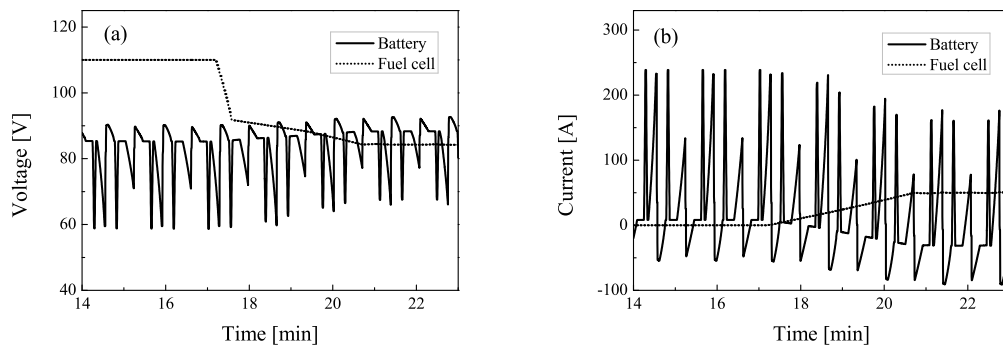 (a)
Battery
Fuel cell
Voltage [V]
120
100
80
60
40
14 16 18 20 22
Time [min]
(b)
Battery
Fuel cell
Current [A]
300
200
100
0
-100
14 16 18 20 22
Time [min]